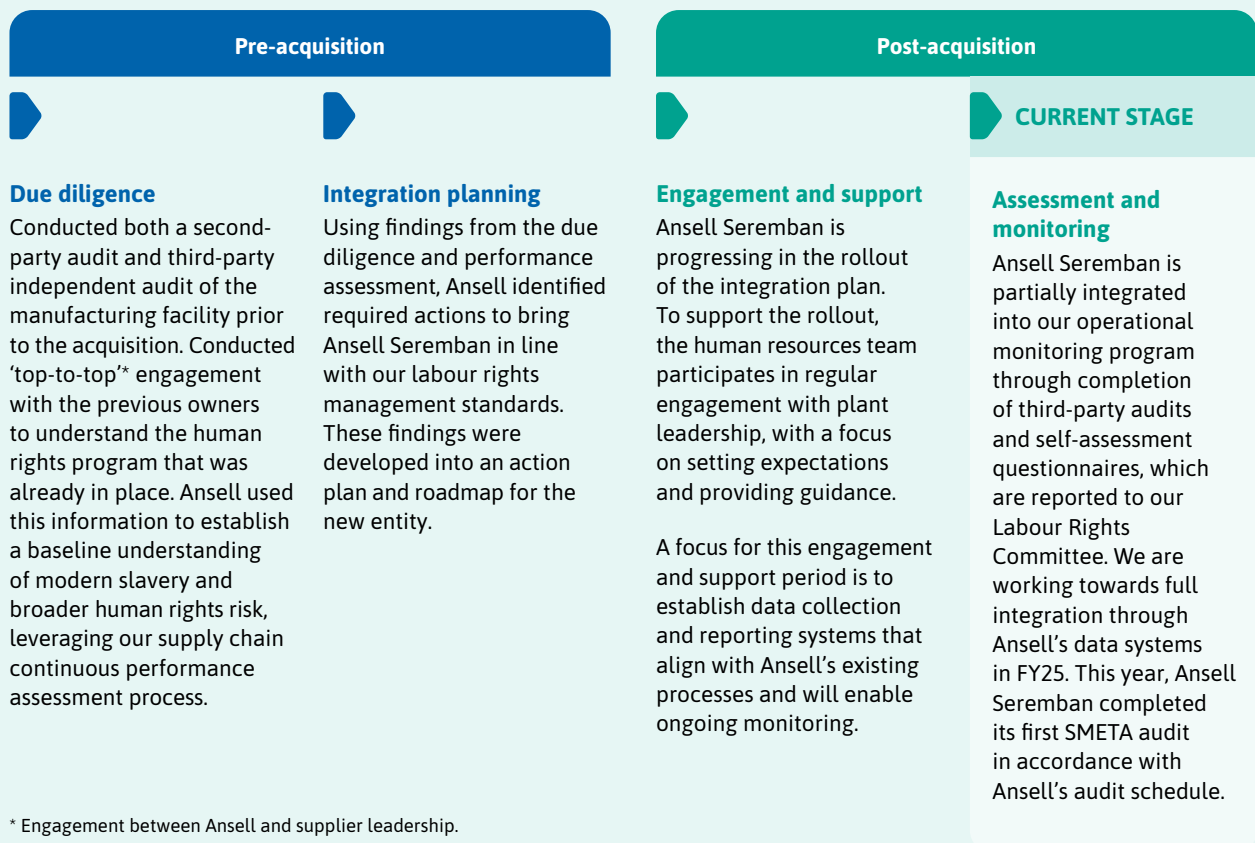 Pre-acquisition
Due diligence
Conducted both a second-
party audit and third-party
independent audit of the
manufacturing facility prior
to the acquisition. Conducted
‘top-to-top’* engagement
with the previous owners
to understand the human
rights program that was
already in place. Ansell used
this information to establish
a baseline understanding
of modern slavery and
broader human rights risk,
leveraging our supply chain
continuous performance
assessment process.
Integration planning
Using findings from the due
diligence and performance
assessment, Ansell identified
required actions to bring
Ansell Seremban in line
with our labour rights
management standards.
These findings were
developed into an action
plan and roadmap for the
new entity.
Post-acquisition
Engagement and support
Ansell Seremban is
progressing in the rollout
of the integration plan.
To support the rollout,
the human resources team
participates in regular
engagement with plant
leadership, with a focus
on setting expectations
and providing guidance.
A focus for this engagement
and support period is to
establish data collection
and reporting systems that
align with Ansell’s existing
processes and will enable
ongoing monitoring.
CURRENT STAGE
Assessment and
monitoring
Ansell Seremban is
partially integrated
into our operational
monitoring program
through completion
of third-party audits
and self-assessment
questionnaires, which
are reported to our
Labour Rights
Committee. We are
working towards full
integration through
Ansell’s data systems
in FY25. This year, Ansell
Seremban completed
its first SMETA audit
in accordance with
Ansell’s audit schedule.
* Engagement between Ansell and supplier leadership.